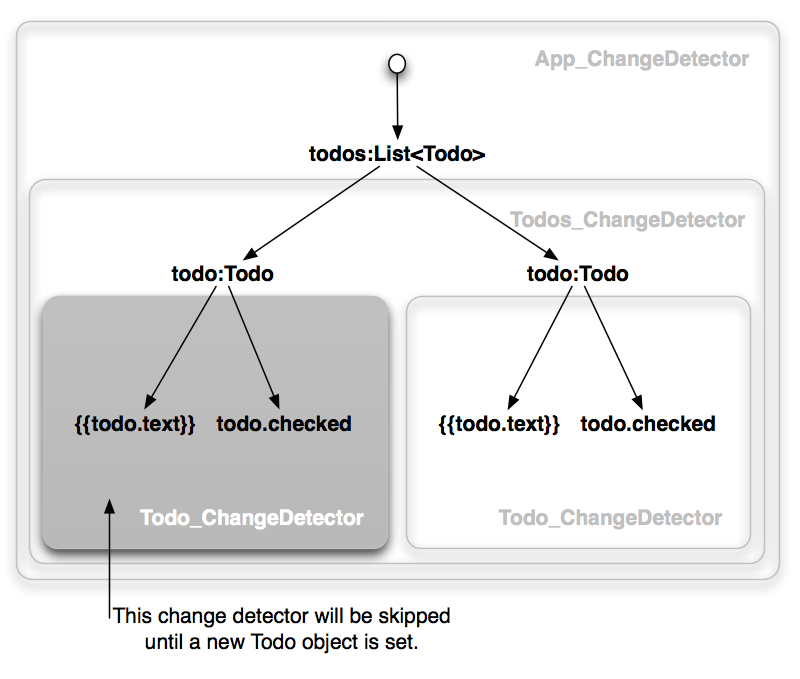 App_ChangeDetector
todos:List<Todo>
Todos_ChangeDetector
todo:Todo
todo:Todo
{{todo.text}}
todo.checked
{{todo.text}}
todo.checked
Todo_ChangeDetector
Todo_ChangeDetector
This change detector will be skipped
until a new Todo object is set.